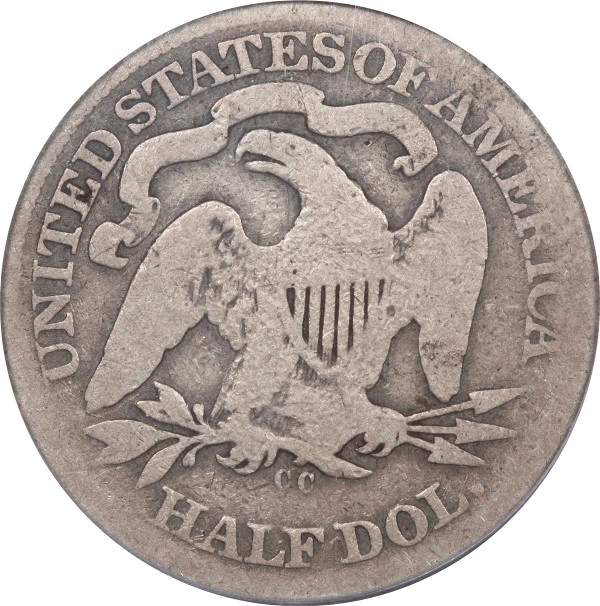 UNITED STATES OF AMERICA
CC
HALF DOL.